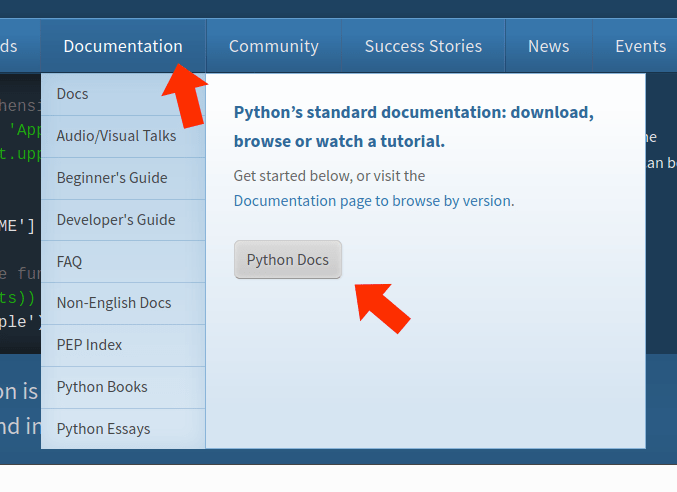 ds Documentation Community Success Stories News Events
Docs
Audio/Visual Talks
Beginner's Guide
Developer's Guide
FAQ
Non-English Docs
PEP Index
Python Books
Python Essays
Python’s standard documentation: download,
browse or watch a tutorial.
Get started below, or visit the
Documentation page to browse by version.
Python Docs
hensi
'App
t.upp
ME']
e fur
ts))
ple')
on is
nd in
ne
an be